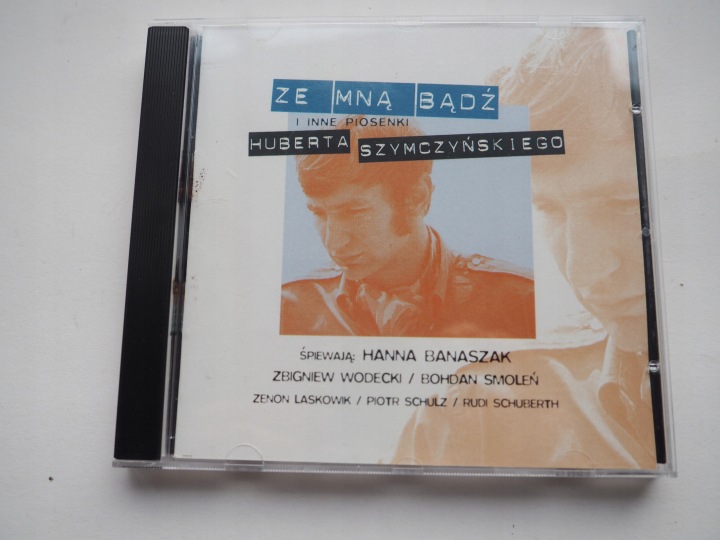 ZE MNĄ BĄDŹ
I INNE PIOSENKI
HUBERTA SZYMCZYŃSKIEGO
ŚPIEWAJĄ: HANNA BANASZAK
ZBIGNIEW WODECKI / BOHDAN SMOLEŃ
ZENON LASKOWIK / PIOTR SCHULZ / RUDI SCHUBERTH